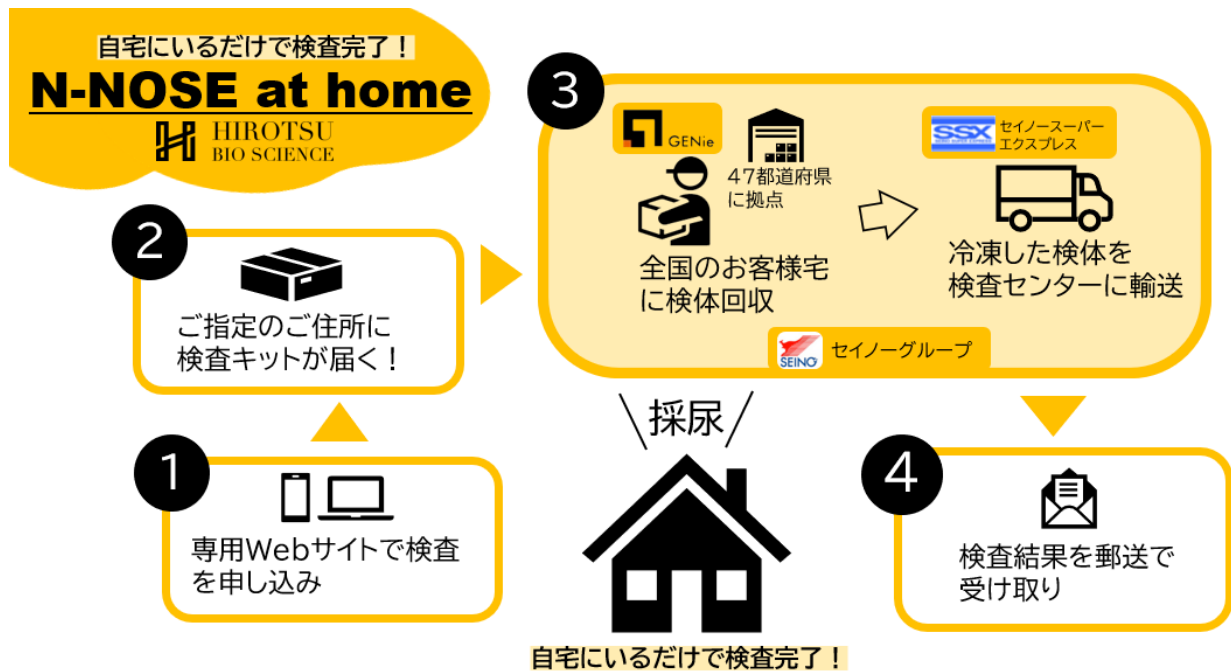 自宅にいるだけで検査完了！
N-NOSE at home
HIROTSU
BIO SCIENCE
1
専用Webサイトで検査
を申し込み
2
ご指定のご住所に
検査キットが届く！
3
GENie
47都道府県
に拠点
全国のお客様宅
に検体回収
SSX
セイノースーパー
エクスプレス
冷凍した検体を
検査センターに輸送
SEINO
セイノーグループ
採尿
自宅にいるだけで検査完了！
4
検査結果を郵送で
受け取り